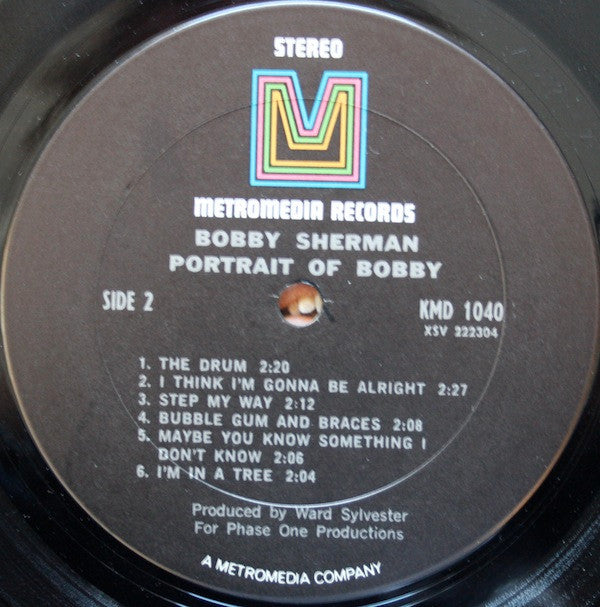 STEREO
METROMEDIA RECORDS
BOBBY SHERMAN
PORTRAIT OF BOBBY
SIDE 2
KMD 1040
XSV 222304
1. THE DRUM 2:20
2. I THINK I'M GONNA BE ALRIGHT 2:27
3. STEP MY WAY 2:12
4. BUBBLE GUM AND BRACES 2:08
5. MAYBE YOU KNOW SOMETHING I
DON'T KNOW 2:06
6. I'M IN A TREE 2:04
Produced by Ward Sylvester
For Phase One Productions
A METROMEDIA COMPANY